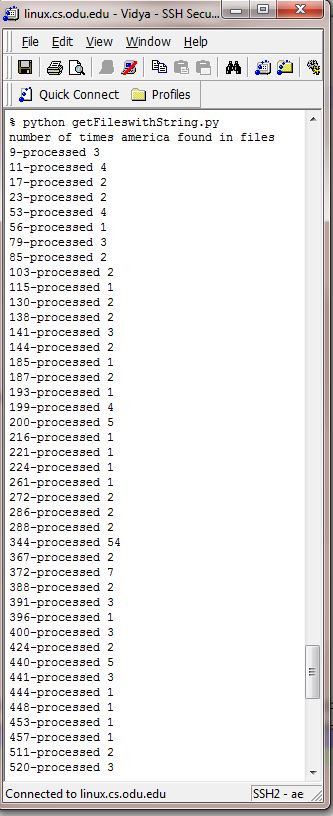 linux.cs.odu.edu - Vidya - SSH Secu...
File Edit View Window Help
Quick Connect Profiles
% python getFileswithString.py
number of times america found in files
9-processed 3
11-processed 4
17-processed 2
23-processed 2
53-processed 4
56-processed 1
79-processed 3
85-processed 2
103-processed 2
115-processed 1
130-processed 2
138-processed 2
141-processed 3
144-processed 2
185-processed 1
187-processed 2
193-processed 1
199-processed 4
200-processed 5
216-processed 1
221-processed 1
224-processed 1
261-processed 1
272-processed 2
286-processed 2
288-processed 2
344-processed 54
367-processed 2
372-processed 7
388-processed 2
391-processed 3
396-processed 1
400-processed 3
424-processed 2
440-processed 5
441-processed 3
444-processed 1
448-processed 1
453-processed 1
457-processed 1
511-processed 2
520-processed 3
Connected to linux.cs.odu.edu SSH2 - ae